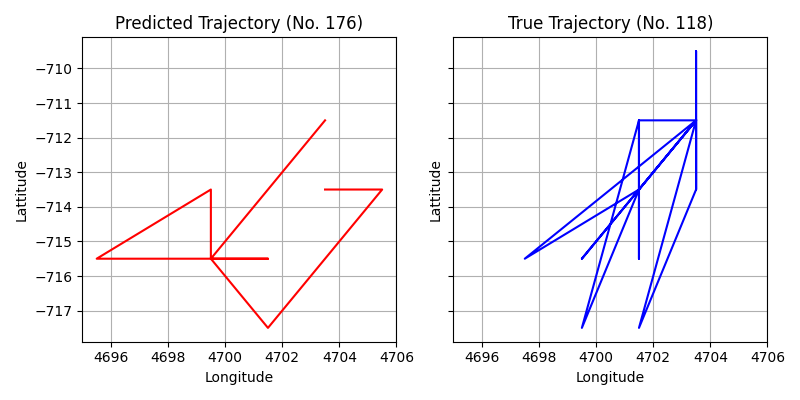 Predicted Trajectory (No. 176)
True Trajectory (No. 118)
Lattitude
−710
−711
−712
−713
−714
−715
−716
−717
4696 4698 4700 4702 4704 4706
Longitude
Lattitude
4696 4698 4700 4702 4704 4706
Longitude